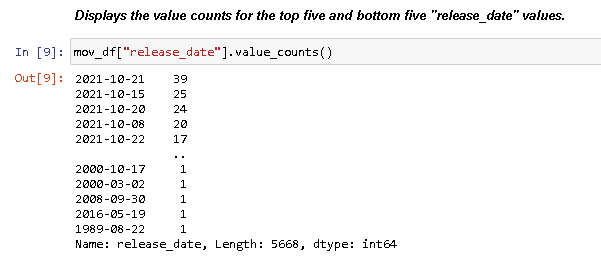 Displays the value counts for the top five and bottom five "release_date" values.
In [9]: mov_df["release_date"].value_counts()
Out[9]: 2021-10-21    39
2021-10-15    25
2021-10-20    24
2021-10-08    20
2021-10-22    17
..
2000-10-17    1
2000-03-02    1
2008-09-30    1
2016-05-19    1
1989-08-22    1
Name: release_date, Length: 5668, dtype: int64